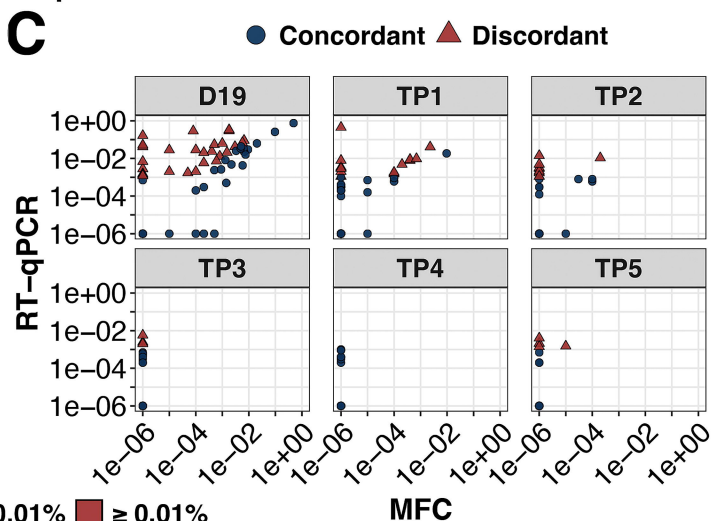 C
Concordant Discordant
D19 TP1 TP2
1e+00
1e−02
1e−04
1e−06
TP3 TP4 TP5
1e+00
1e−02
1e−04
1e−06
RT−qPCR
1e−06 1e−04 1e−02 1e+00 1e−06 1e−04 1e−02 1e+00 1e−06 1e−04 1e−02 1e+00
MFC
0.01% ≥ 0.01%